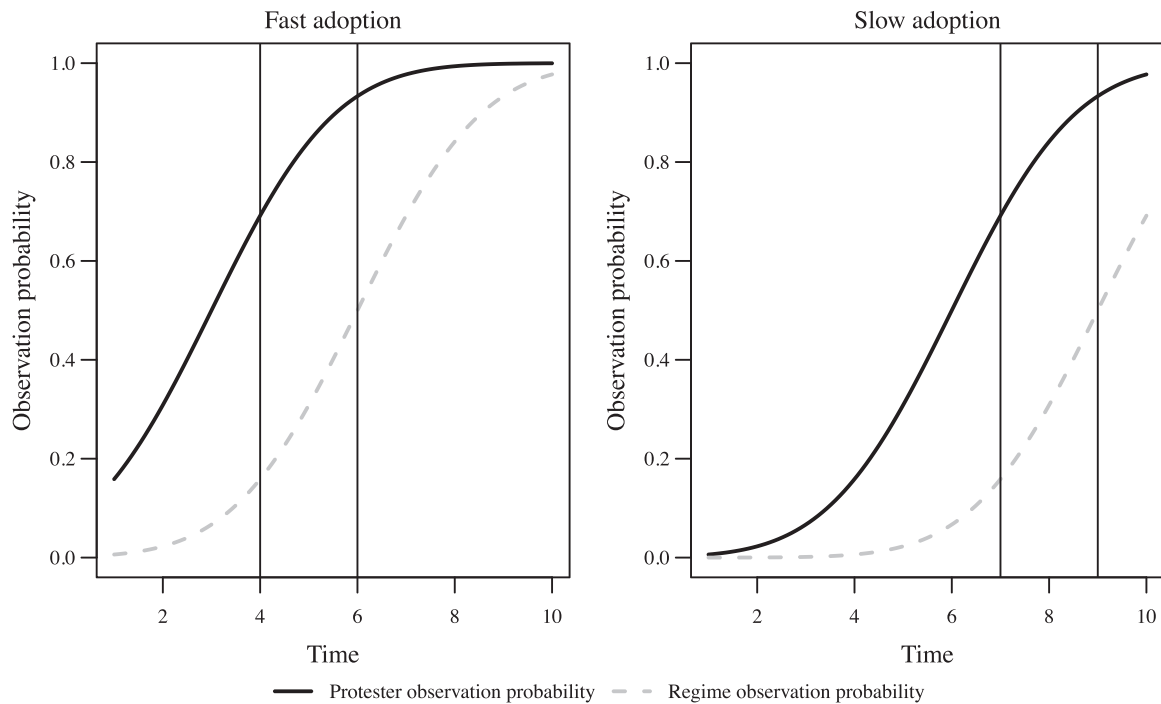 Fast adoption
Observation probability
1.0
0.8
0.6
0.4
0.2
0.0
2 4 6 8 10
Time
Slow adoption
Observation probability
1.0
0.8
0.6
0.4
0.2
0.0
2 4 6 8 10
Time
Protester observation probability Regime observation probability